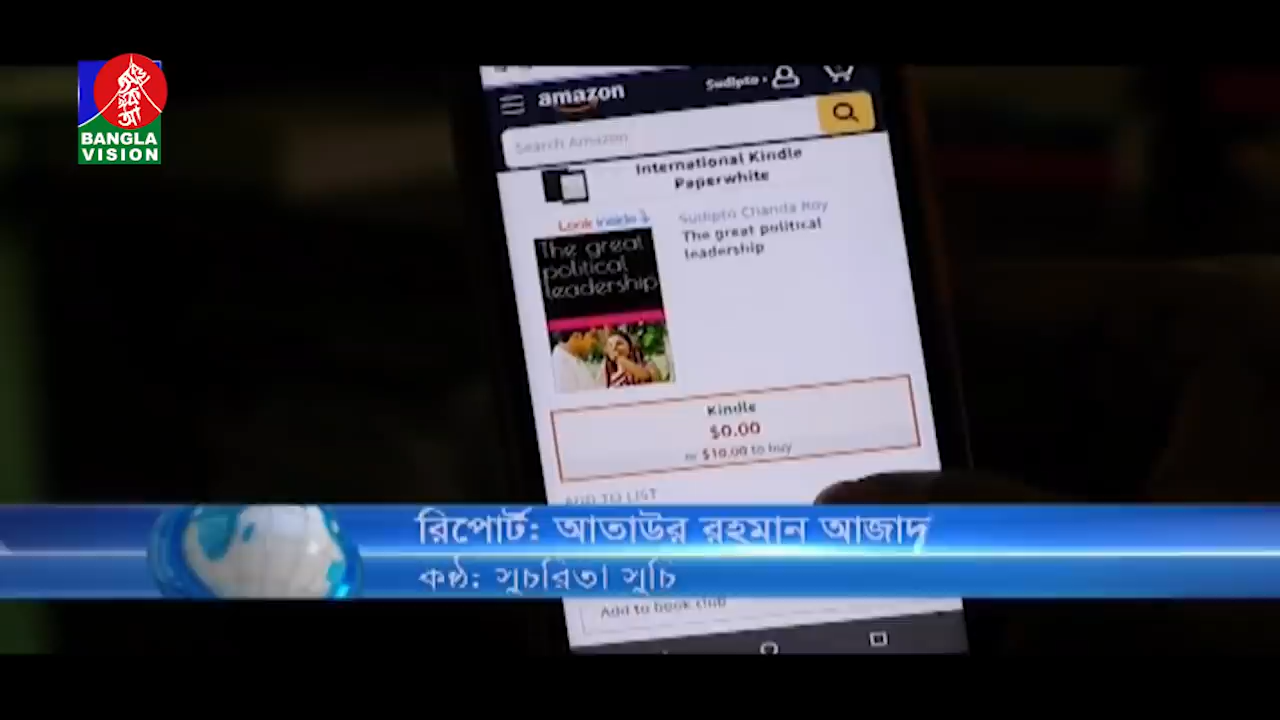 BANGLA
VISION
amazon
Sudipto
Search Amazon
International Kindle
Paperwhite
Look inside
The great
political
leadership
Sudipto Chanda Roy
The great political
leadership
Kindle
$0.00
or $10.00 to buy
ADD TO LIST
রিপোর্ট: আতাউর রহমান আজাদ
কণ্ঠ: সুচরিতা সুচি
Add to book club